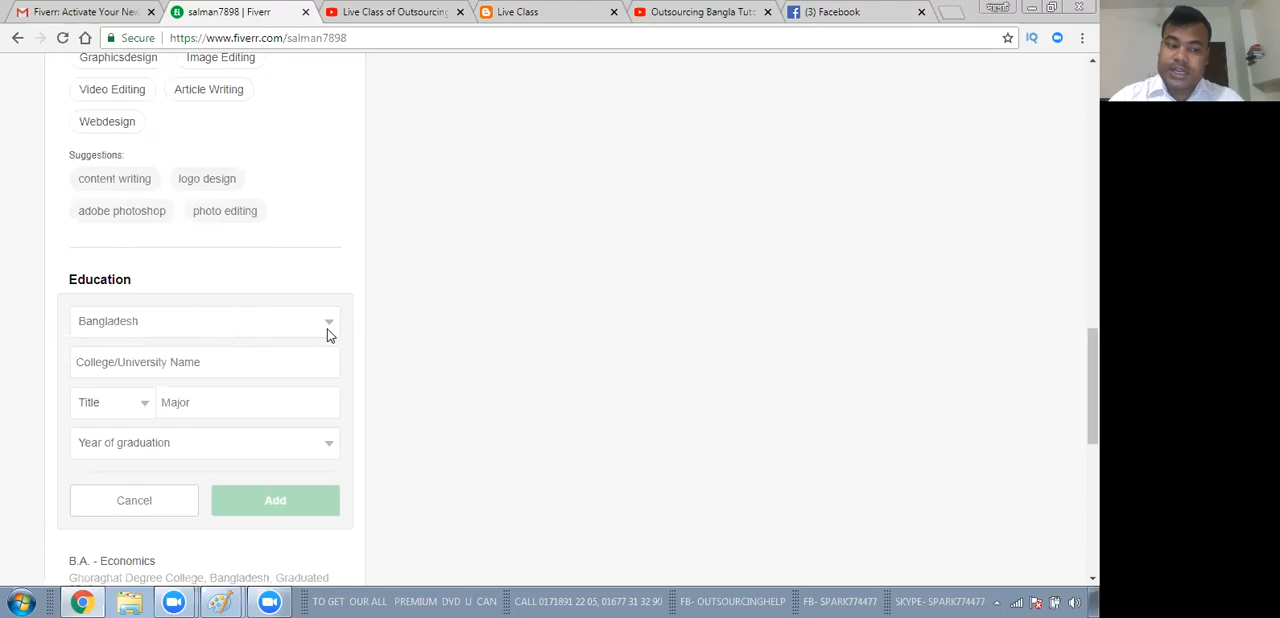 Fiverr: Activate Your New
salman7898 | Fiverr
Live Class of Outsourcing
Live Class
Outsourcing Bangla Tuto
(3) Facebook
Secure
https://www.fiverr.com/salman7898
Graphicsdesign
Image Editing
Video Editing
Article Writing
Webdesign
Suggestions:
content writing
logo design
adobe photoshop
photo editing
Education
Bangladesh
College/University Name
Title
Major
Year of graduation
Cancel
Add
B.A. - Economics
Ghoraghat Degree College, Bangladesh, Graduated
TO GET OUR ALL PREMIUM DVD U CAN
CALL 0171891 22 05, 01677 31 32 90
FB- OUTSOURCINGHELP
FB- SPARK774477
SKYPE- SPARK774477